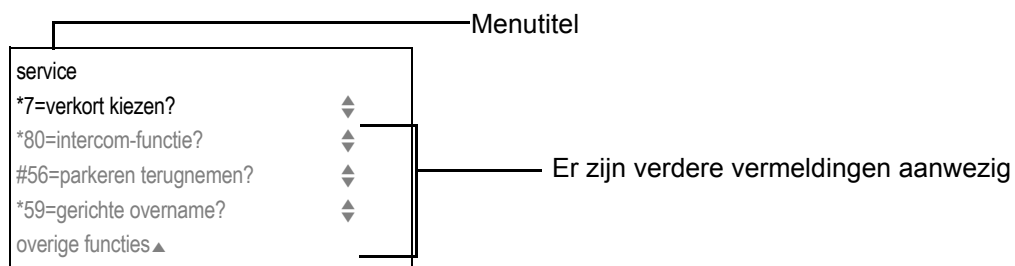 Menutitel
service
*7=verkort kiezen?
*80=intercom-functie?
#56=parkeren terugnemen?
*59=gerichte overname?
overige functies▲
Er zijn verdere vermeldingen aanwezig